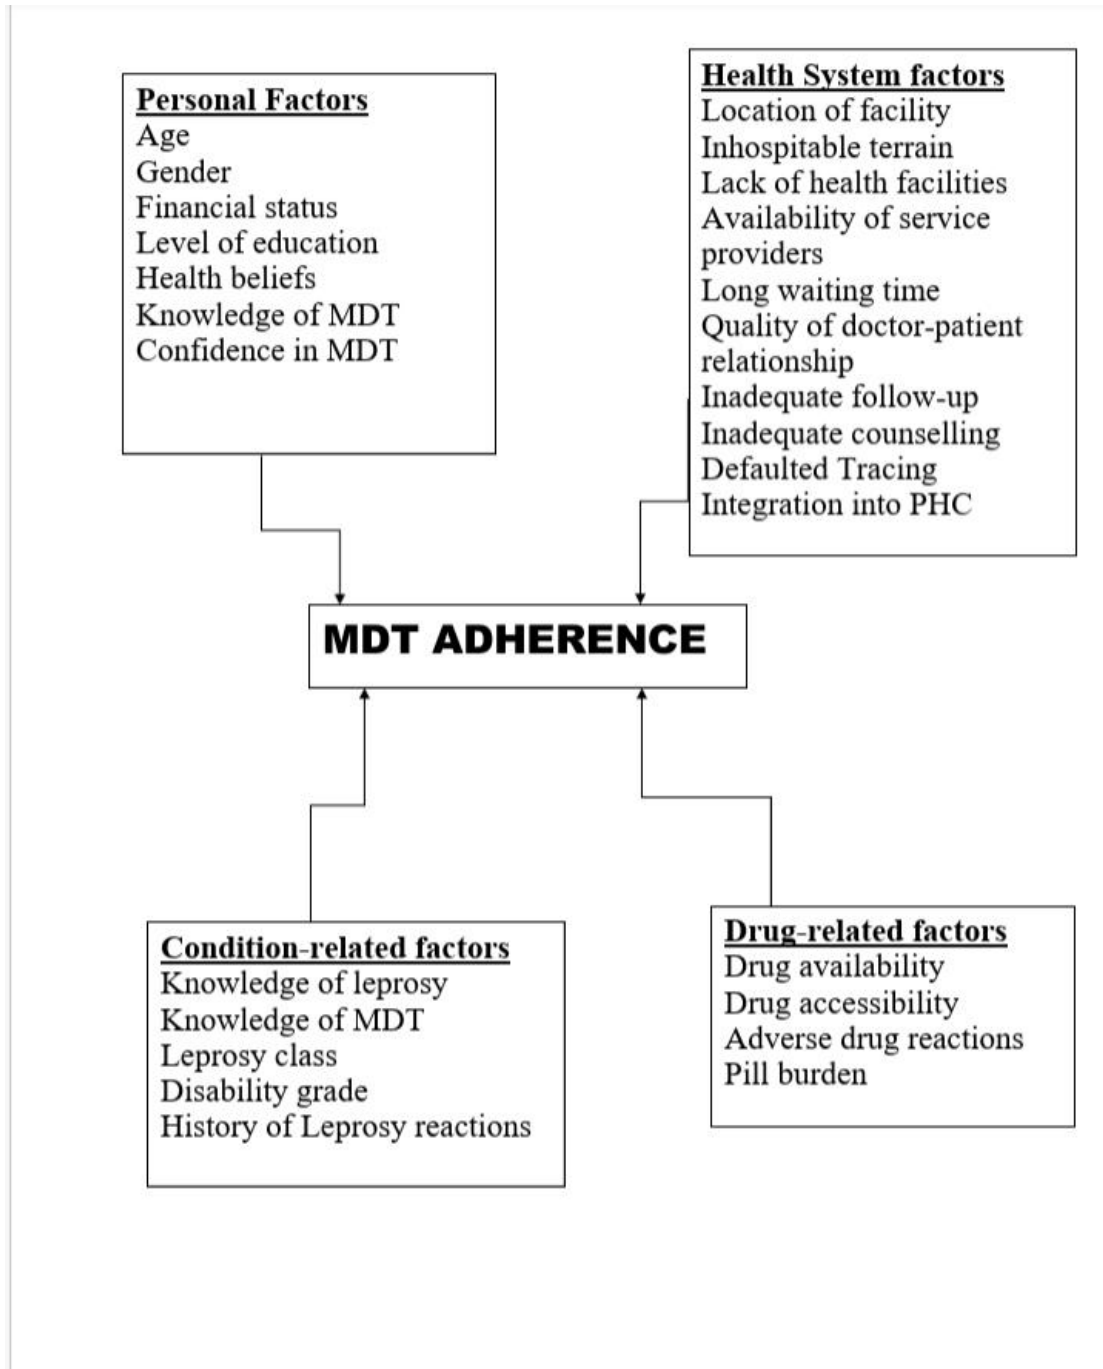 Personal Factors
Age
Gender
Financial status
Level of education
Health beliefs
Knowledge of MDT
Confidence in MDT
Health System factors
Location of facility
Inhospitable terrain
Lack of health facilities
Availability of service
providers
Long waiting time
Quality of doctor-patient
relationship
Inadequate follow-up
Inadequate counselling
Defaulted Tracing
Integration into PHC
MDT ADHERENCE
Condition-related factors
Knowledge of leprosy
Knowledge of MDT
Leprosy class
Disability grade
History of Leprosy reactions
Drug-related factors
Drug availability
Drug accessibility
Adverse drug reactions
Pill burden